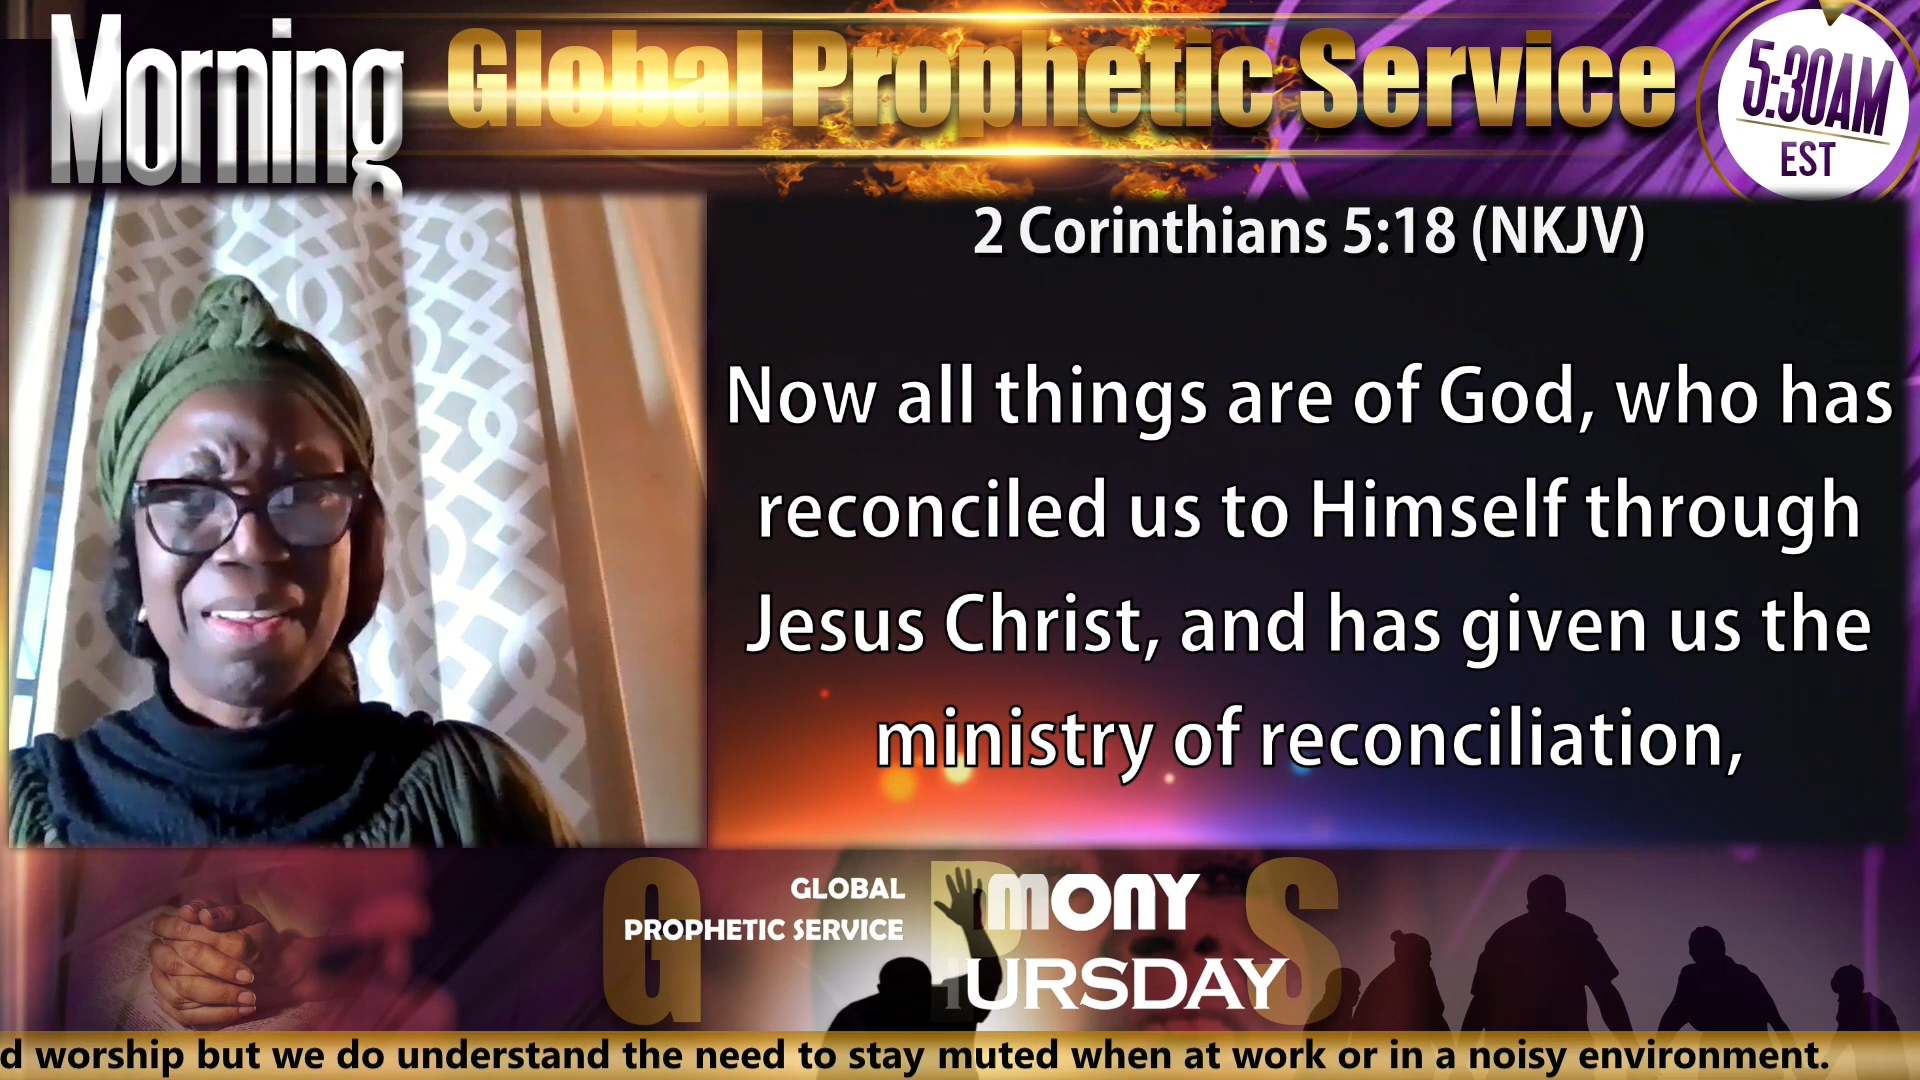 Morning
Global Prophetic Service
5:30AM
EST
2 Corinthians 5:18 (NKJV)
Now all things are of God, who has
reconciled us to Himself through
Jesus Christ, and has given us the
ministry of reconciliation,
G P S
GLOBAL
PROPHETIC SERVICE
MONY
URSDAY
d worship but we do understand the need to stay muted when at work or in a noisy environment.